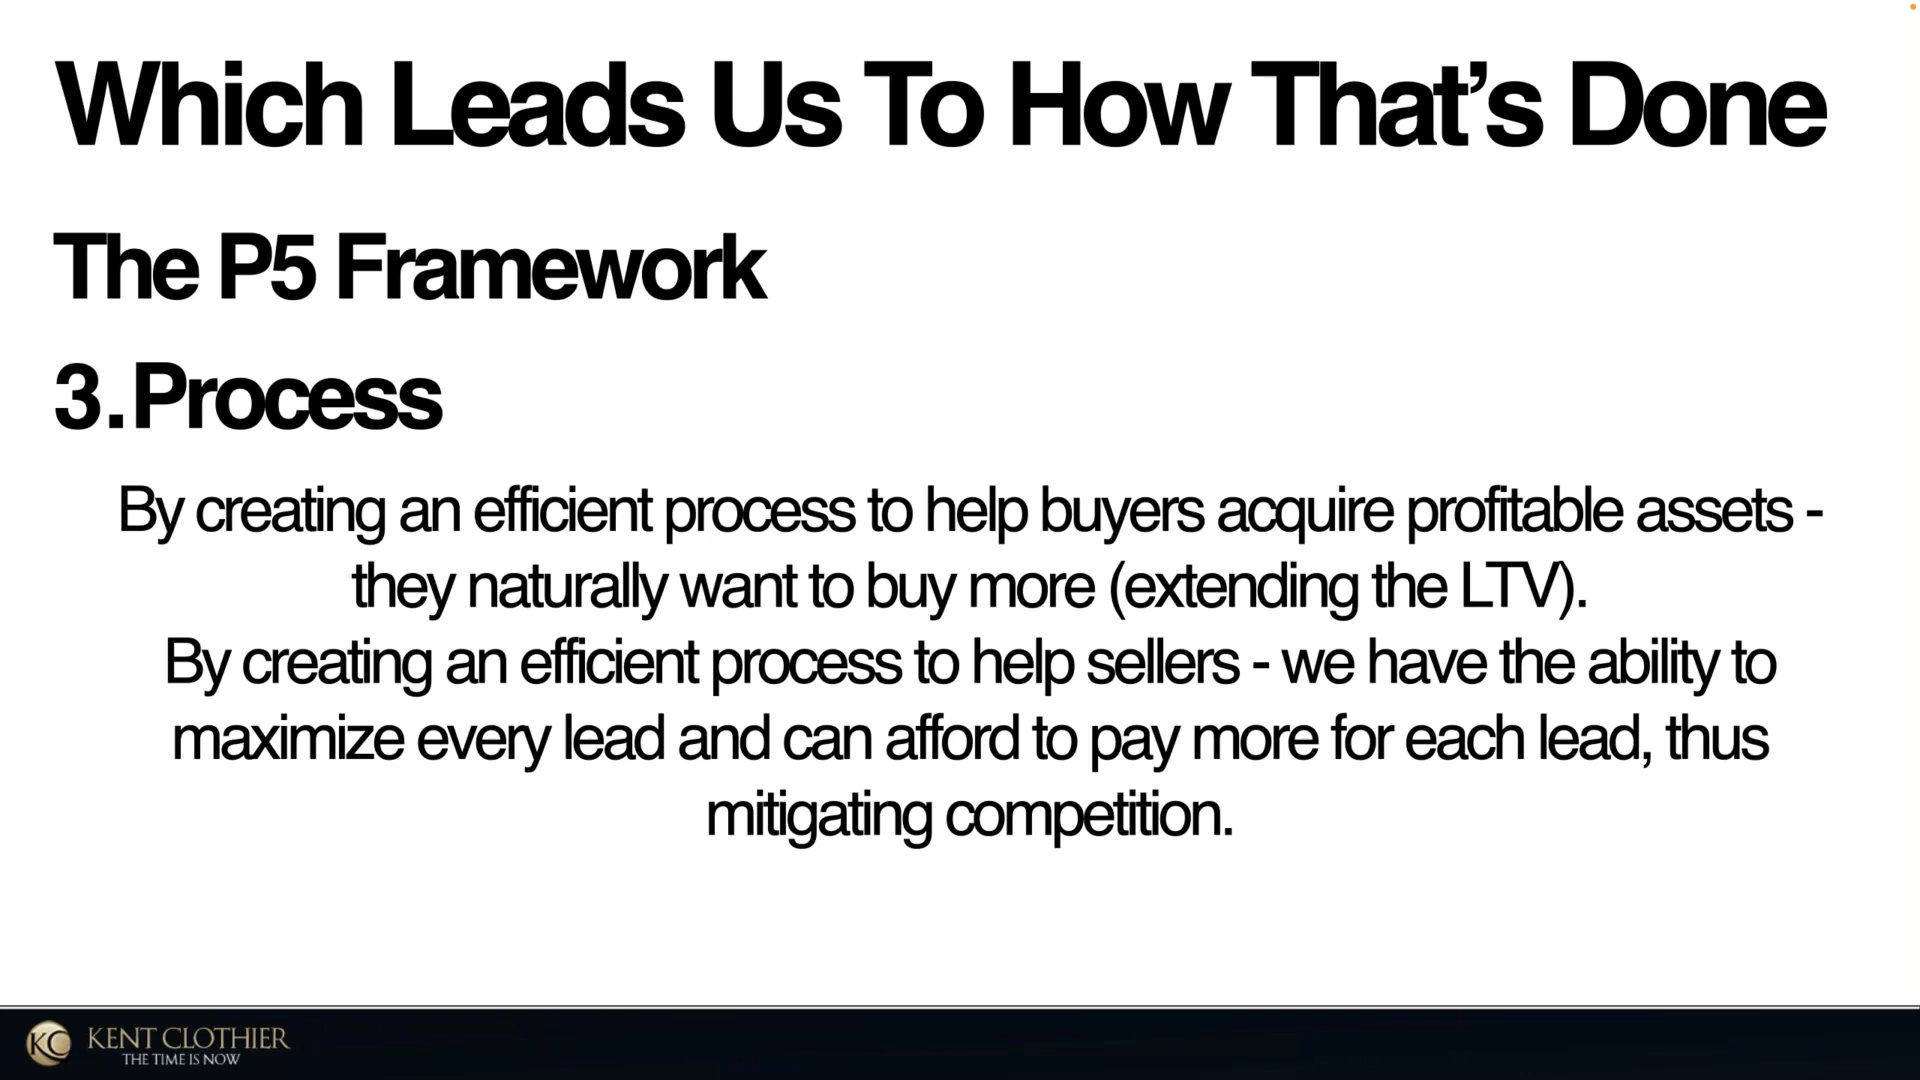 Which Leads Us To How That’s Done
The P5 Framework
3.Process
By creating an efficient process to help buyers acquire profitable assets -
they naturally want to buy more (extending the LTV).
By creating an efficient process to help sellers - we have the ability to
maximize every lead and can afford to pay more for each lead, thus
mitigating competition.
KC KENT CLOTHIER
THE TIME IS NOW